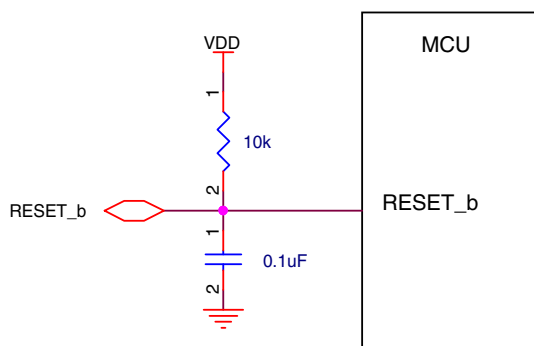 VDD
MCU
1
10k
2
RESET_b
RESET_b
1
0.1uF
2